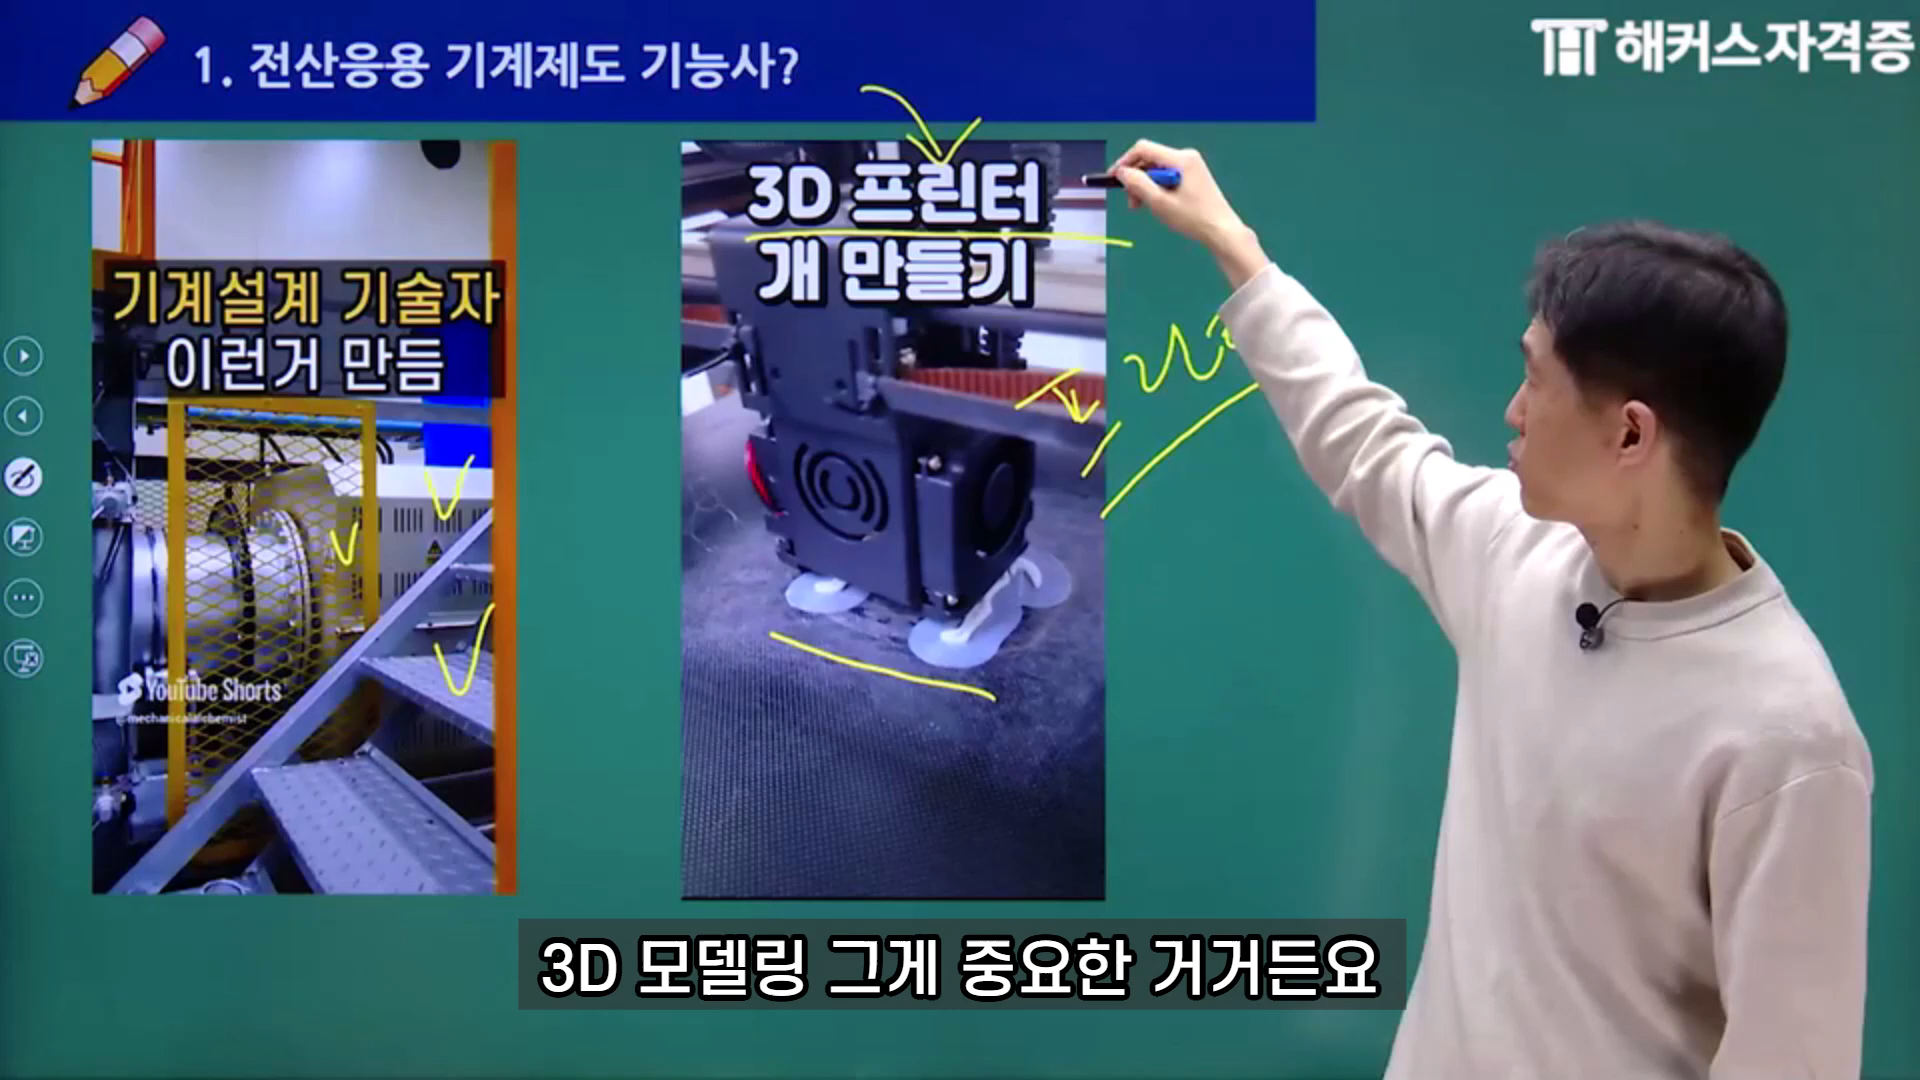 1. 전산응용 기계제도 기능사?
해커스자격증
기계설계 기술자
이런거 만듬
YouTube Shorts
@mechanicalalchemist
3D 프린터
개 만들기
3D 모델링 그게 중요한 거거든요